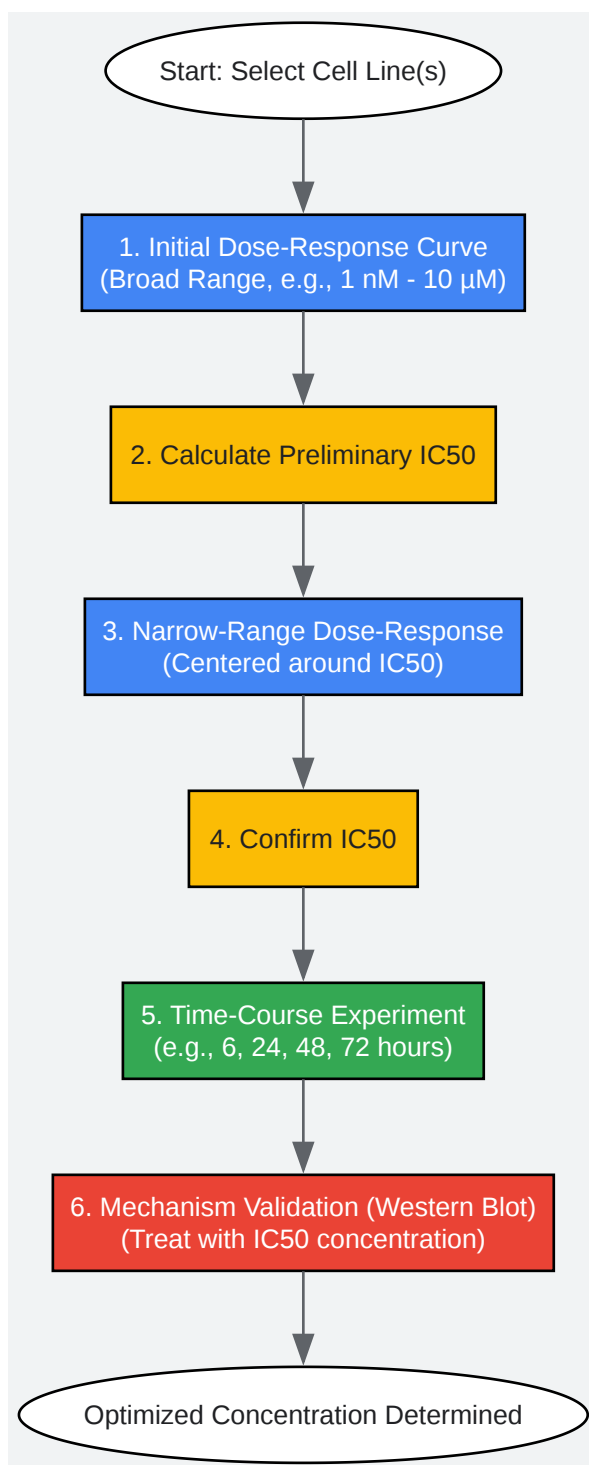 Start: Select Cell Line(s)
1. Initial Dose-Response Curve
(Broad Range, e.g., 1 nM - 10 µM)
2. Calculate Preliminary IC50
3. Narrow-Range Dose-Response
(Centered around IC50)
4. Confirm IC50
5. Time-Course Experiment
(e.g., 6, 24, 48, 72 hours)
6. Mechanism Validation (Western Blot)
(Treat with IC50 concentration)
Optimized Concentration Determined